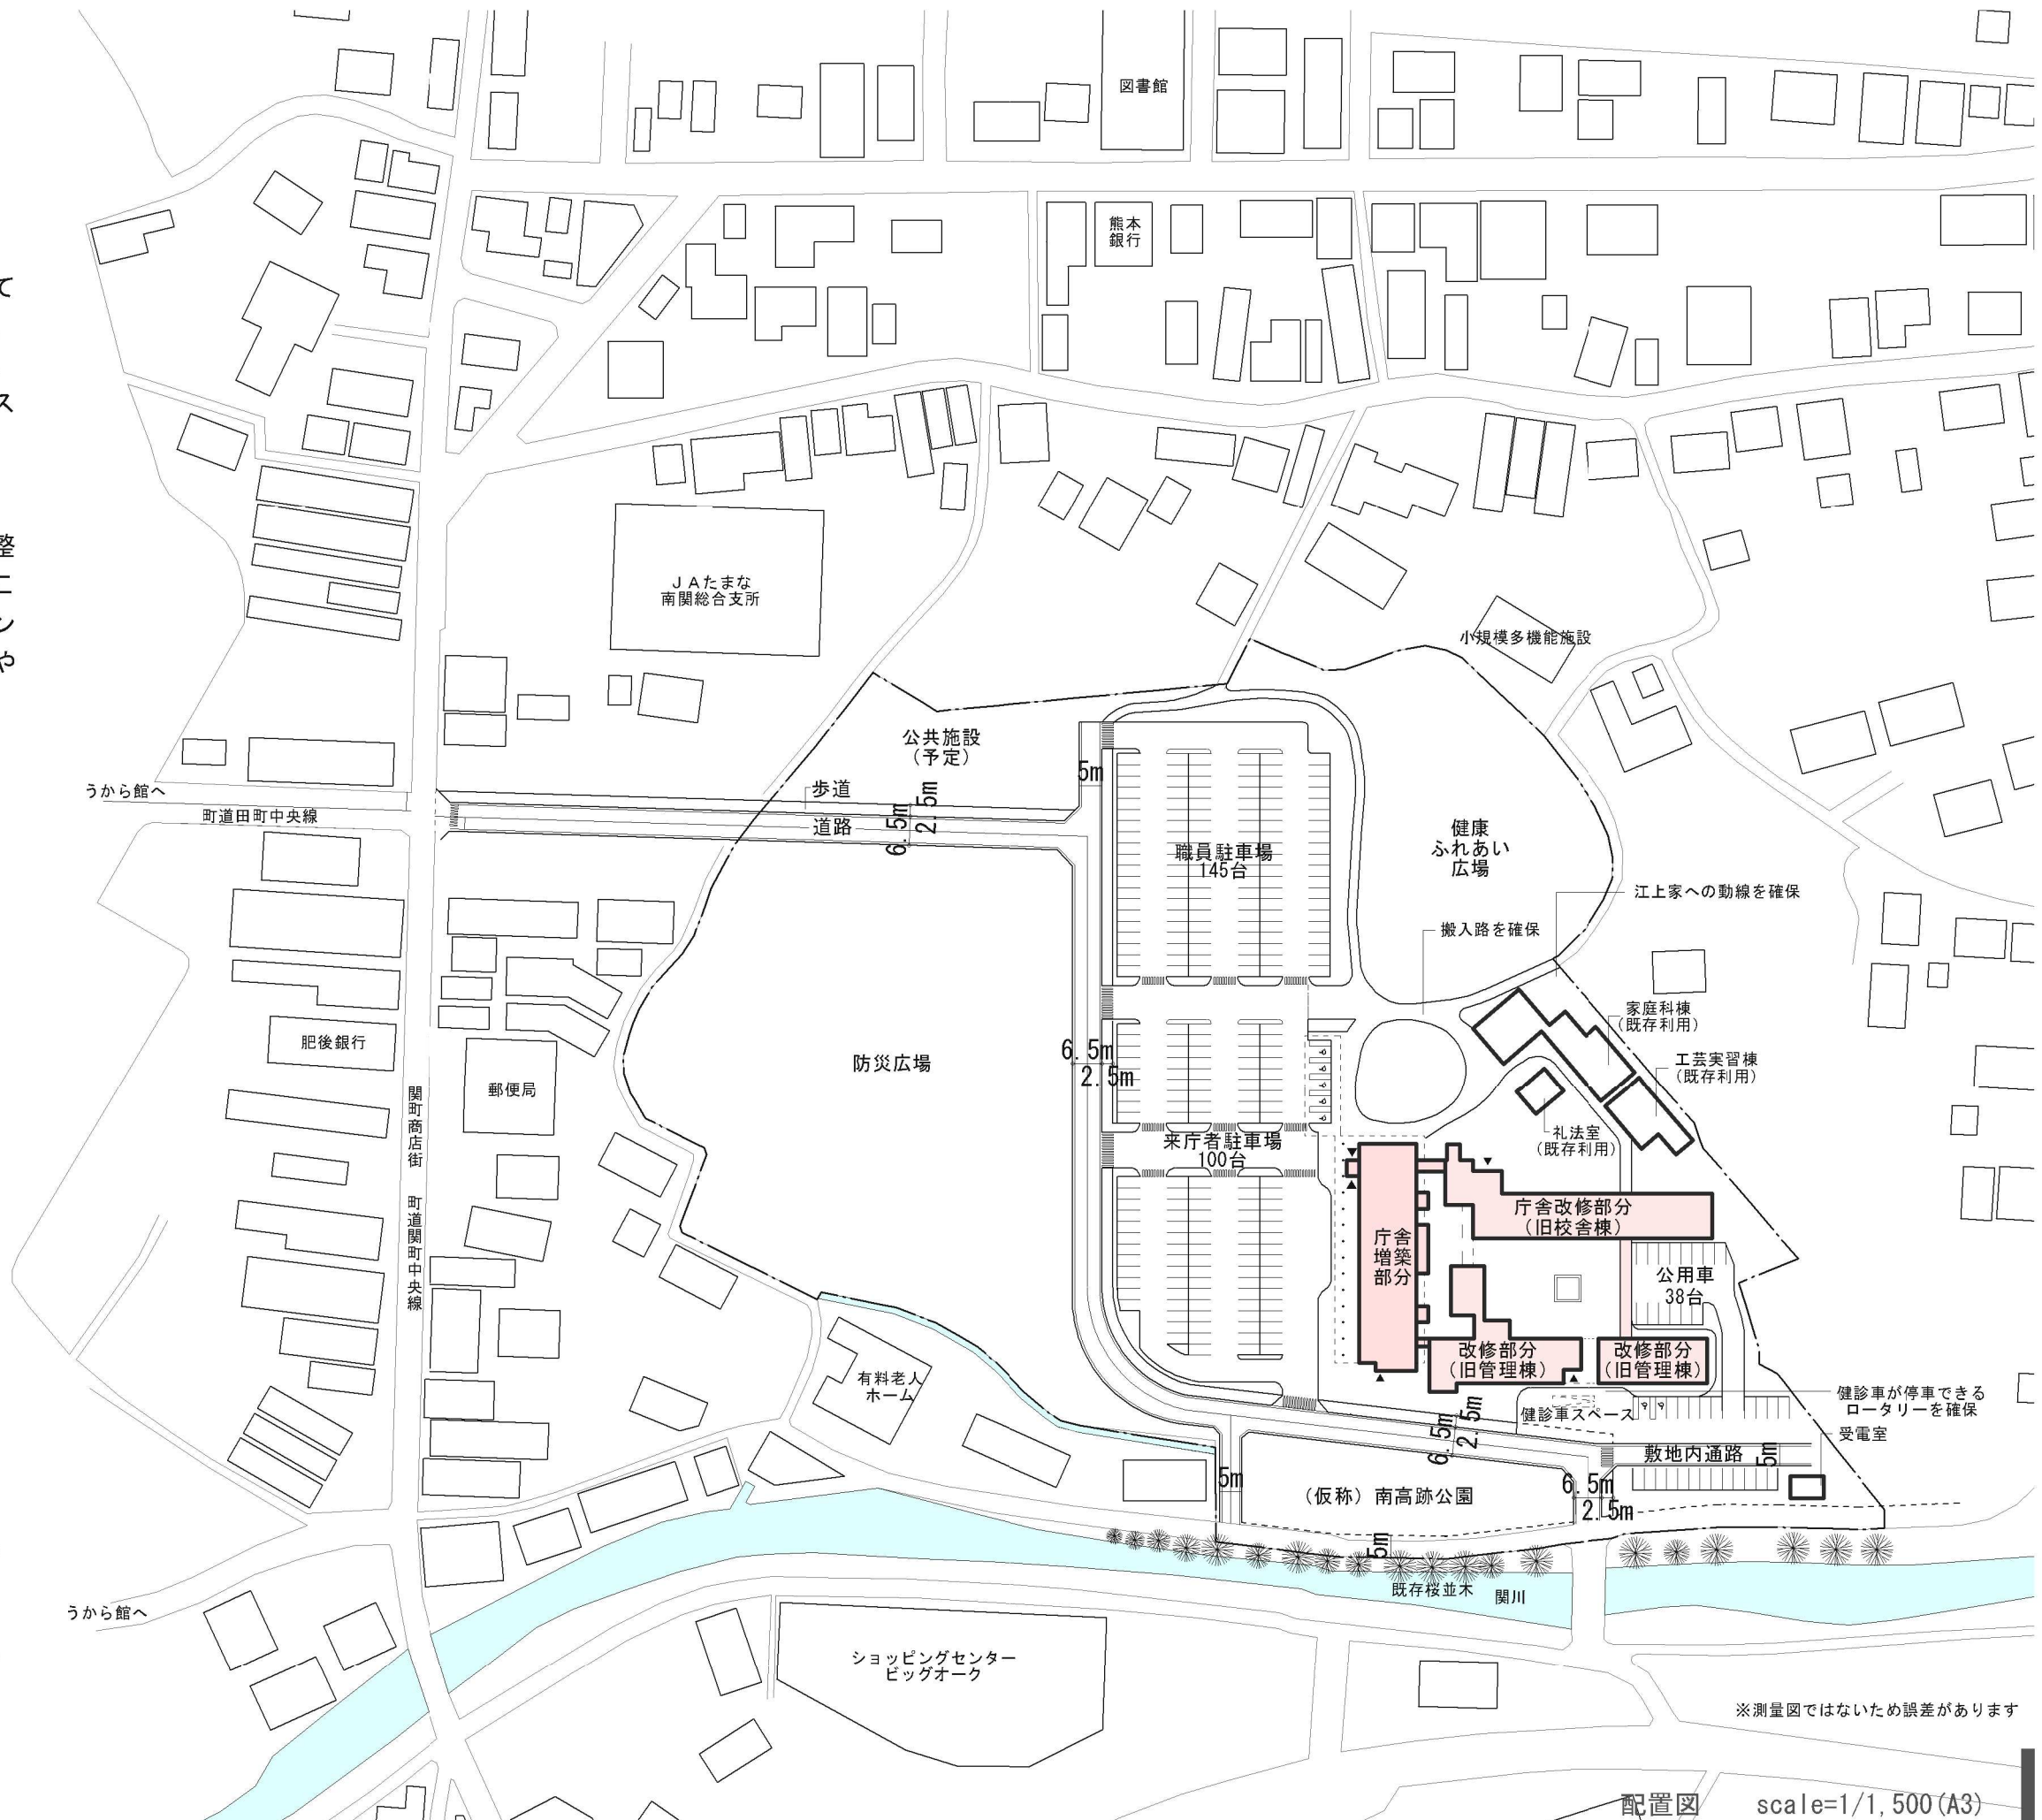 図書館
熊本
銀行
て
ス
整
ニ
ン
や
ＪＡたまな
南関総合支所
小規模多機能施設
公共施設
（予定）
5m
うから館へ
歩道
町道田町中央線
道路
6.5m
2.5m
職員駐車場
145台
健康
ふれあい
広場
江上家への動線を確保
搬入路を確保
家庭科棟
（既存利用）
肥後銀行
防災広場
6.5m
2.5m
工芸実習棟
（既存利用）
郵便局
関町商店街　町道関町中央線
礼法室
（既存利用）
来庁者駐車場
100台
庁舎改修部分
（旧校舎棟）
庁舎
増築
部分
公用車
38台
改修部分
（旧管理棟）
改修部分
（旧管理棟）
有料老人
ホーム
健診車が停車できる
ロータリーを確保
健診車スペース
6.5m
2.5m
受電室
敷地内通路
5m
5m
（仮称）南高跡公園
6.5m
2.5m
5m
既存桜並木
関川
うから館へ
ショッピングセンター
ビッグオーク
※測量図ではないため誤差があります
配置図　scale=1/1,500(A3)